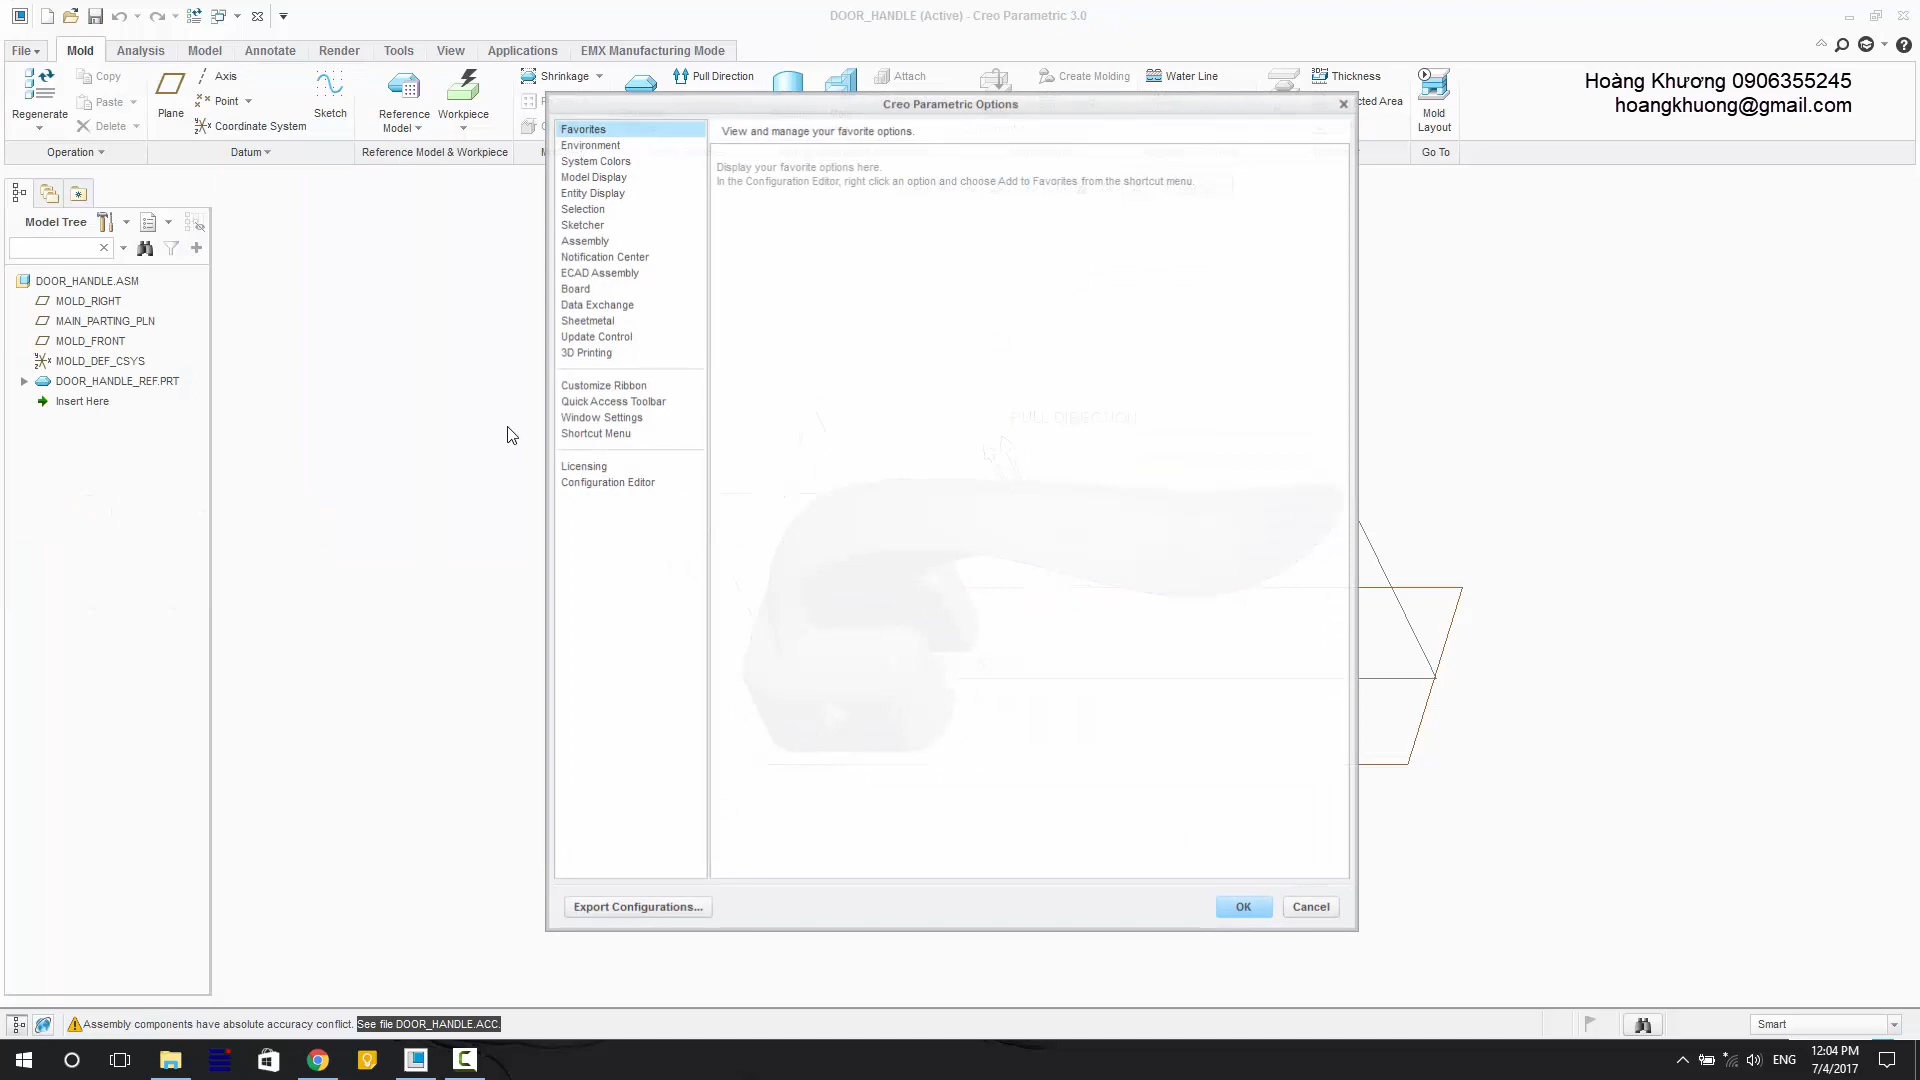 DOOR_HANDLE (Active) - Creo Parametric 3.0
File
Mold
Analysis
Model
Annotate
Render
Tools
View
Applications
EMX Manufacturing Mode
Regenerate
Copy
Paste
Delete
Operation
Plane
Axis
Point
Coordinate System
Sketch
Datum
Reference
Model
Workpiece
Reference Model & Workpiece
Shrinkage
Pull Direction
Attach
Create Molding
Water Line
Thickness
Mold
Layout
Go To
Hoàng Khương 0906355245
hoangkhuong@gmail.com
Model Tree
DOOR_HANDLE.ASM
MOLD_RIGHT
MAIN_PARTING_PLN
MOLD_FRONT
MOLD_DEF_CSYS
DOOR_HANDLE_REF.PRT
Insert Here
Creo Parametric Options
Favorites
Environment
System Colors
Model Display
Entity Display
Selection
Sketcher
Assembly
Notification Center
ECAD Assembly
Board
Data Exchange
Sheetmetal
Update Control
3D Printing
Customize Ribbon
Quick Access Toolbar
Window Settings
Shortcut Menu
Licensing
Configuration Editor
View and manage your favorite options.
Display your favorite options here.
In the Configuration Editor, right click an option and choose Add to Favorites from the shortcut menu.
PULL DIRECTION
Export Configurations...
OK
Cancel
Assembly components have absolute accuracy conflict. See file DOOR_HANDLE.ACC.
Smart
ENG
12:04 PM
7/4/2017